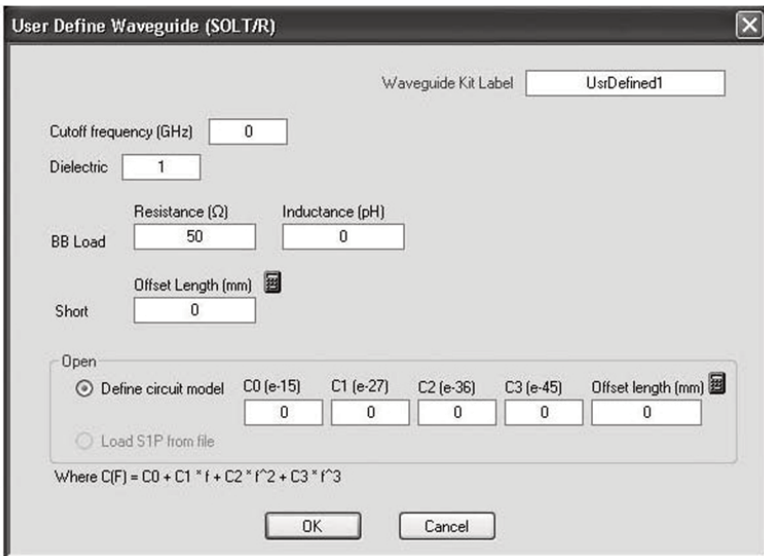 User Define Waveguide (SOLT/R)
Waveguide Kit Label UsrDefined1
Cutoff frequency (GHz) 0
Dielectric 1
Resistance (Ω) Inductance (pH)
BB Load 50 0
Offset Length (mm)
Short 0
Open
Define circuit model C0 (e-15) C1 (e-27) C2 (e-36) C3 (e-45) Offset length (mm)
0 0 0 0 0
Load S1P from file
Where C(F) = C0 + C1 * f + C2 * f^2 + C3 * f^3
OK Cancel